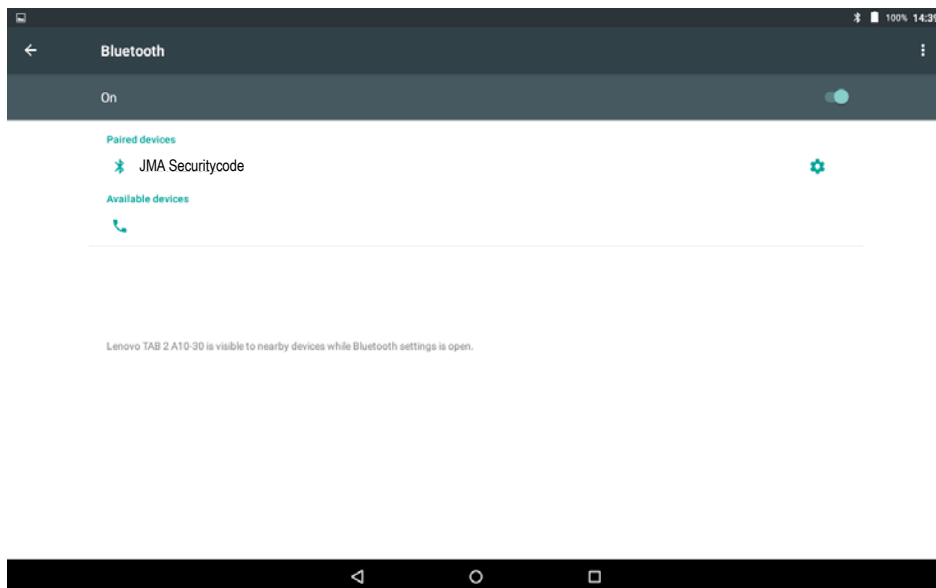 100% 14:39
Bluetooth
On
Paired devices
JMA Securitycode
Available devices
Lenovo TAB 2 A10-30 is visible to nearby devices while Bluetooth settings is open.